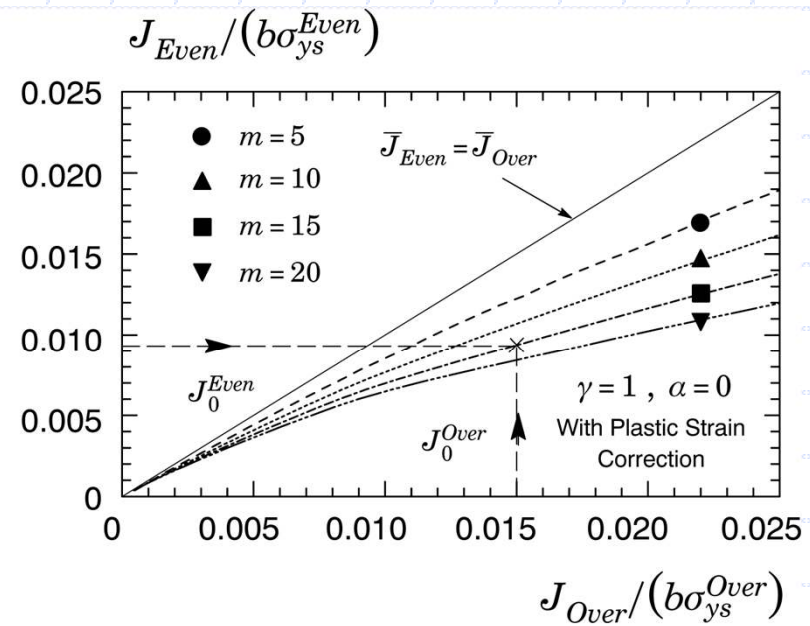 J_Even/(bσ_ys^Even)
0.025
0.020
0.015
0.010
0.005
0
m = 5
m = 10
m = 15
m = 20
J̅_Even = J̅_Over
J_0^Even
J_0^Over
γ = 1 , α = 0
With Plastic Strain
Correction
0 0.005 0.010 0.015 0.020 0.025
J_Over/(bσ_ys^Over)